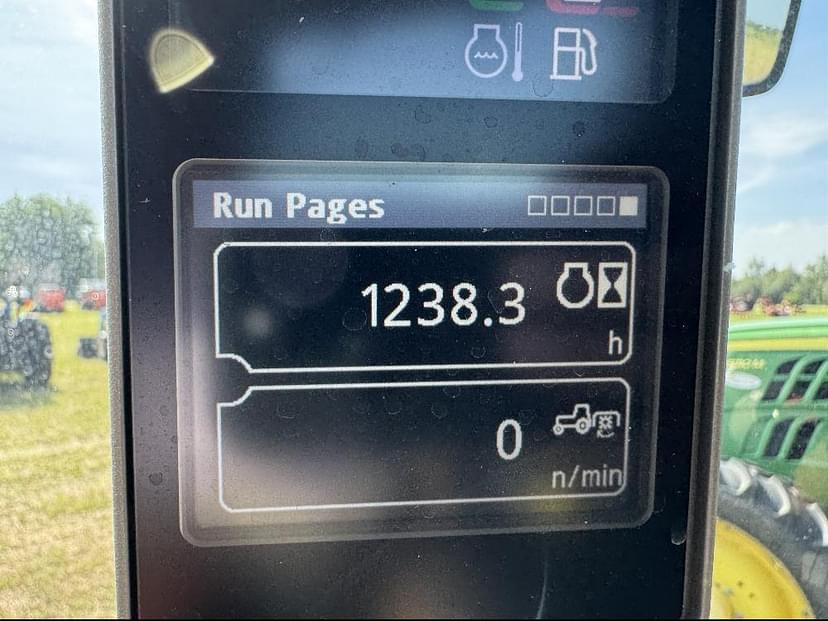 Run Pages
1238.3
h
0
n/min